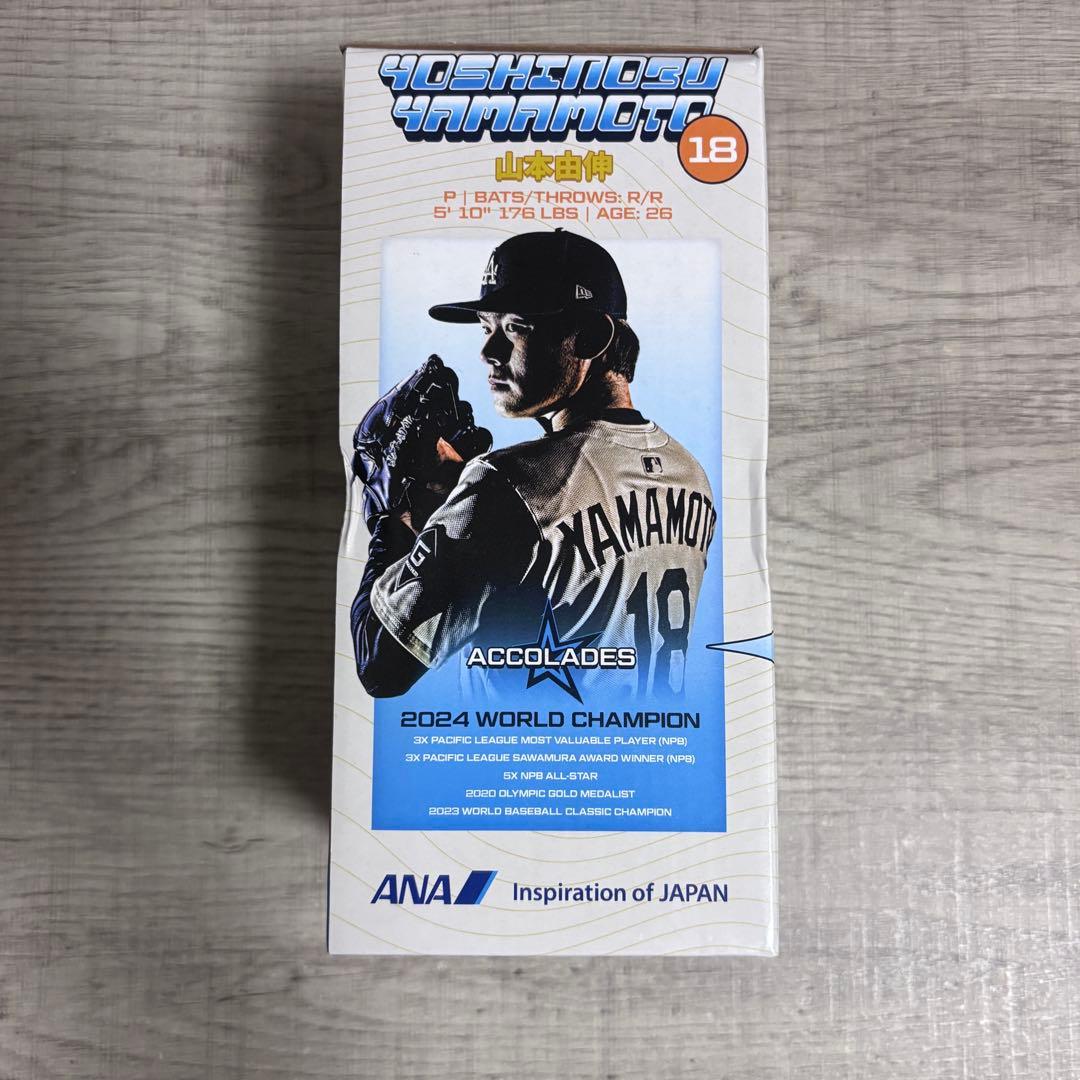 YOSHINOBU
YAMAMOTO
18
山本由伸
P | BATS/THROWS: R/R
5' 10" 176 LBS | AGE: 26
LA
YAMAMOTO
18
ACCOLADES
2024 WORLD CHAMPION
3X PACIFIC LEAGUE MOST VALUABLE PLAYER (NPB)
3X PACIFIC LEAGUE SAWAMURA AWARD WINNER (NPB)
5X NPB ALL-STAR
2020 OLYMPIC GOLD MEDALIST
2023 WORLD BASEBALL CLASSIC CHAMPION
ANA Inspiration of JAPAN